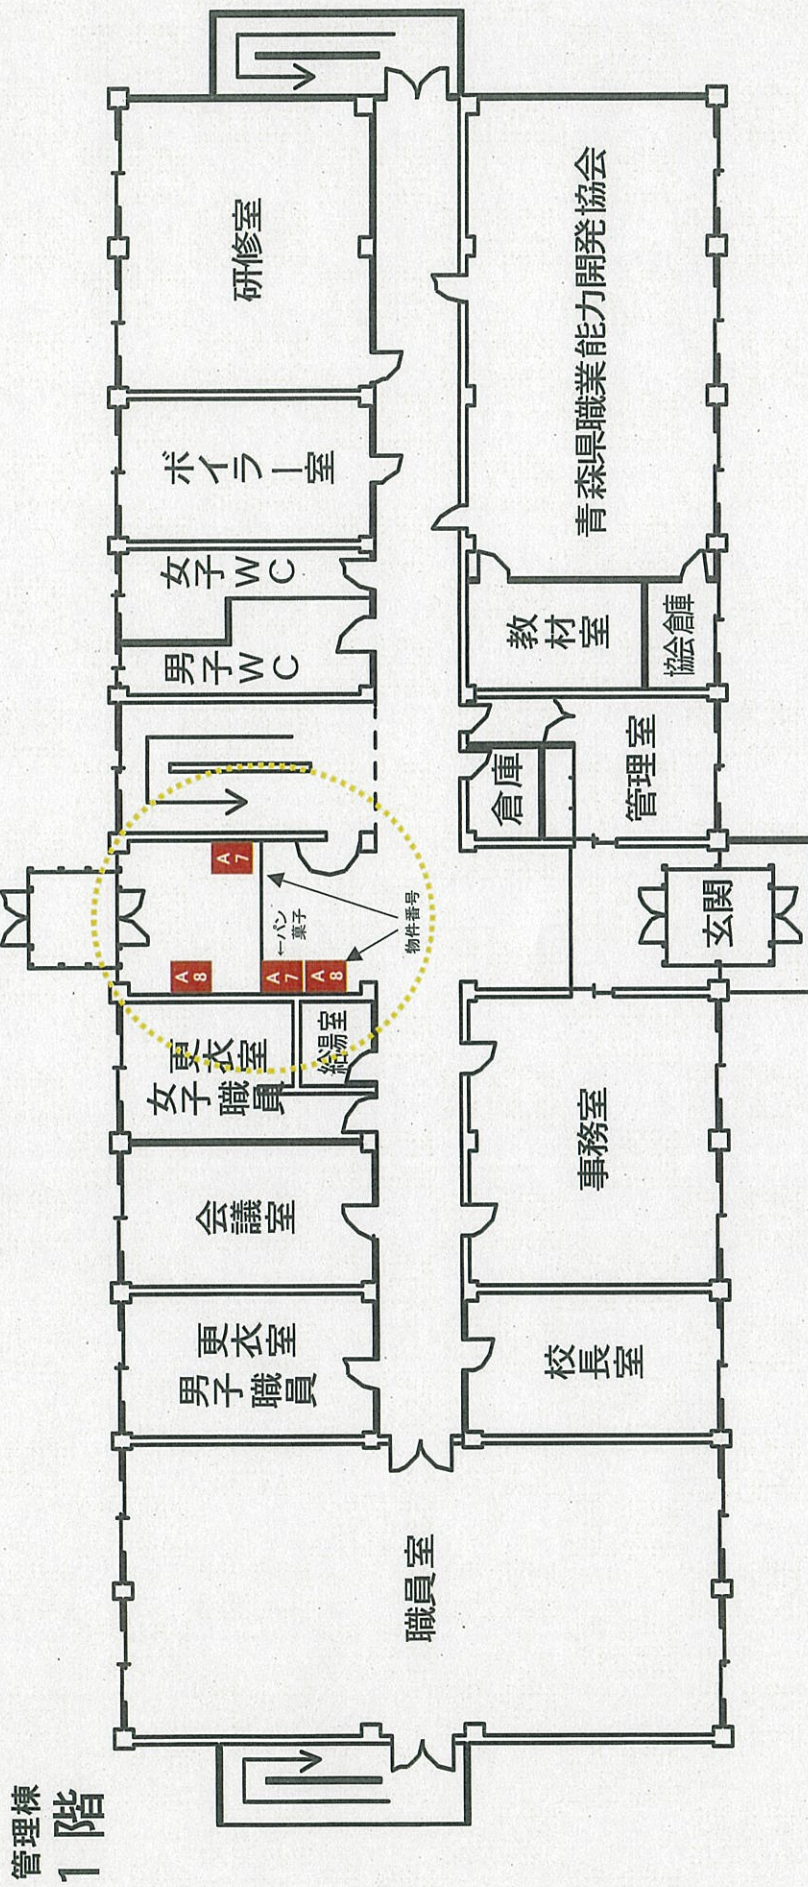 管理棟
1階
職員室
男子職員
更衣室
会議室
女子職員
更衣室
給湯室
A8
A7
A8
A7
←パン
菓子
物件番号
男子
WC
女子
WC
ボイラー室
研修室
校長室
事務室
玄関
倉庫
管理室
教材室
協会倉庫
青森県職業能力開発協会